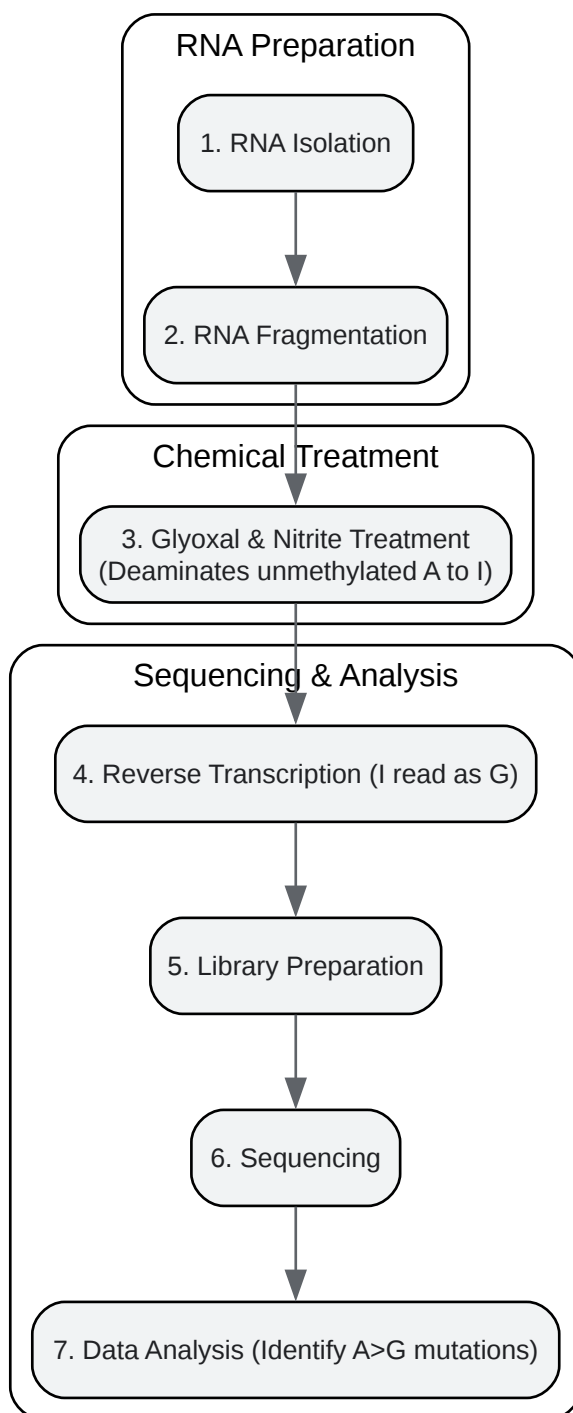 RNA Preparation
1. RNA Isolation
2. RNA Fragmentation
Chemical Treatment
3. Glyoxal & Nitrite Treatment
(Deaminates unmethylated A to I)
Sequencing & Analysis
4. Reverse Transcription (I read as G)
5. Library Preparation
6. Sequencing
7. Data Analysis (Identify A>G mutations)